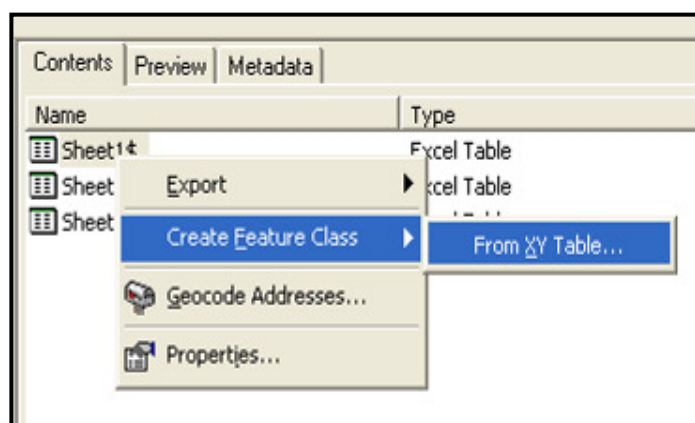 Contents Preview Metadata
Name Type
Sheet1$ Excel Table
Sheet Excel Table
Sheet
Export
Create Feature Class
From XY Table...
Geocode Addresses...
Properties...